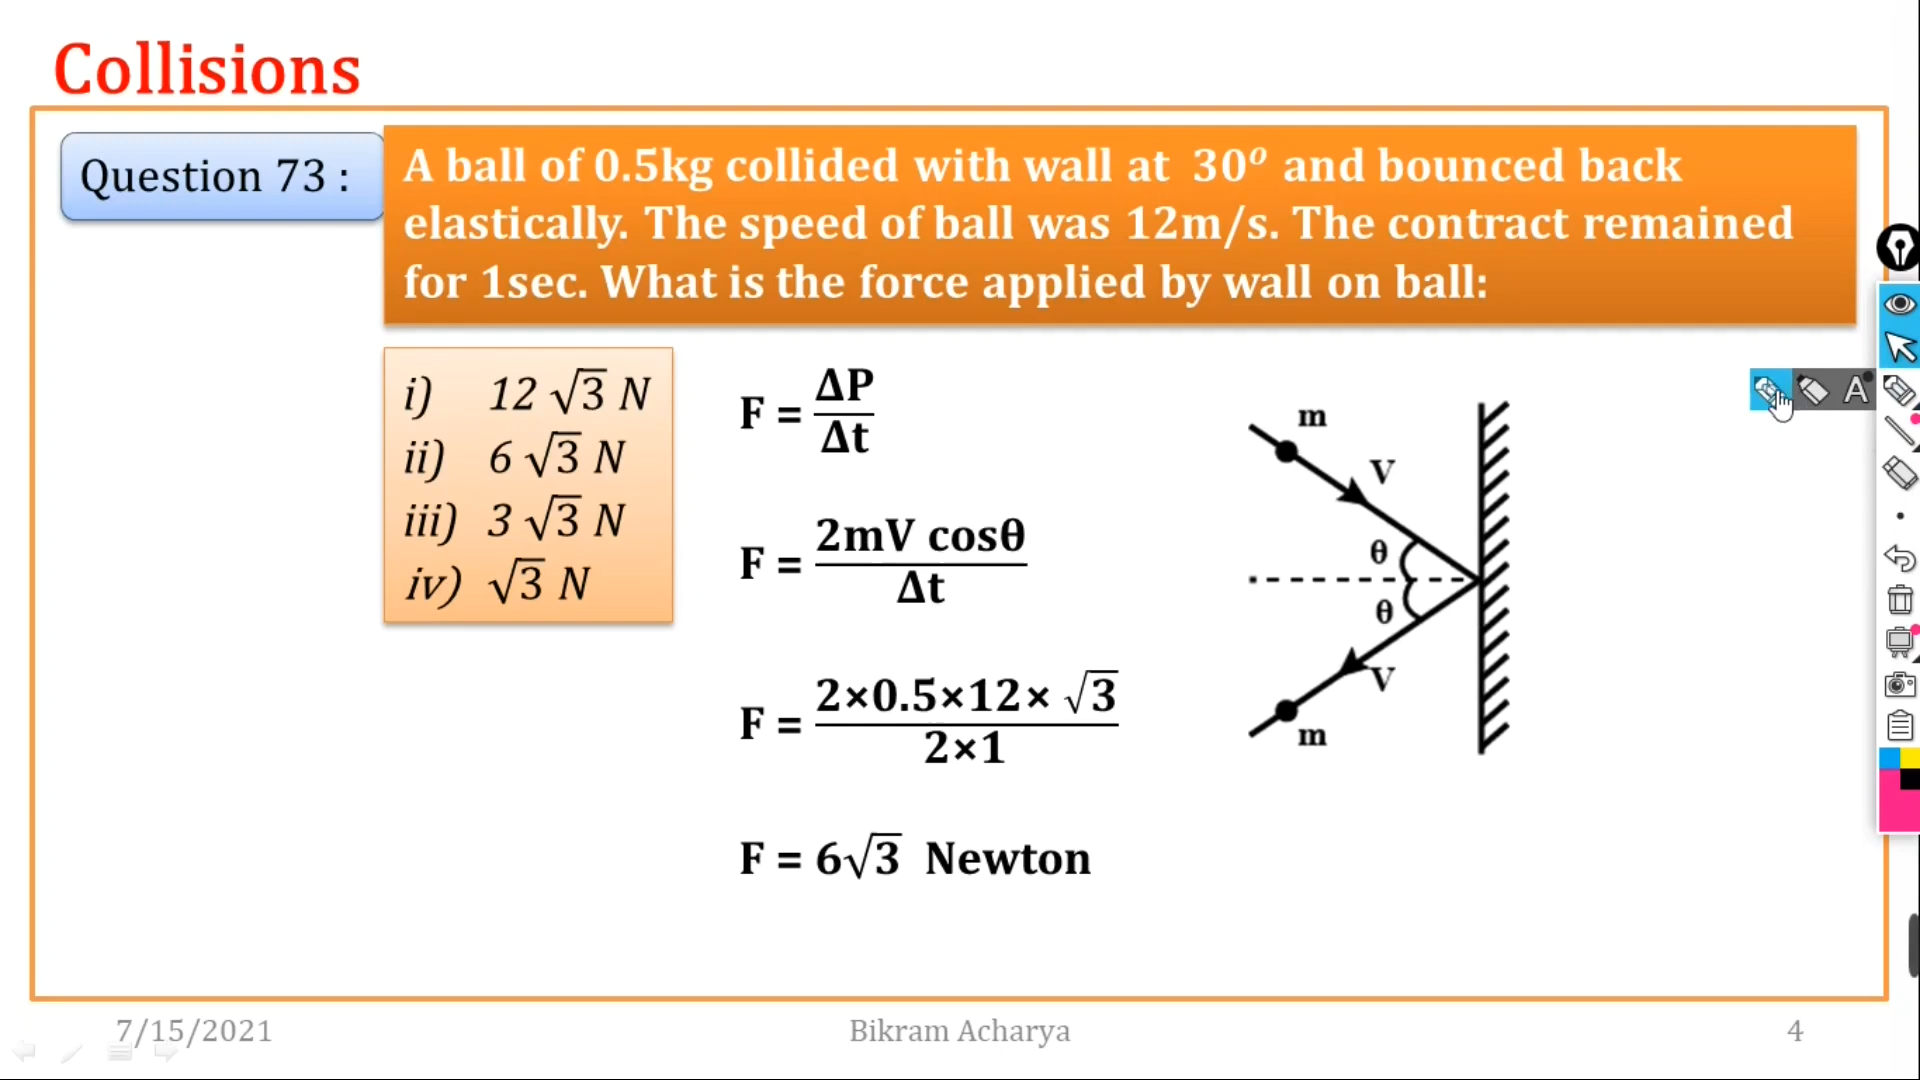 Collisions
Question 73 :
A ball of 0.5kg collided with wall at 30° and bounced back
elastically. The speed of ball was 12m/s. The contract remained
for 1sec. What is the force applied by wall on ball:
i) 12 √3 N
ii) 6 √3 N
iii) 3 √3 N
iv) √3 N
F = ΔP/Δt
F = 2mV cosθ/Δt
F = 2×0.5×12× √3/2×1
F = 6√3 Newton
m
V
θ
θ
V
m
A
7/15/2021
Bikram Acharya
4